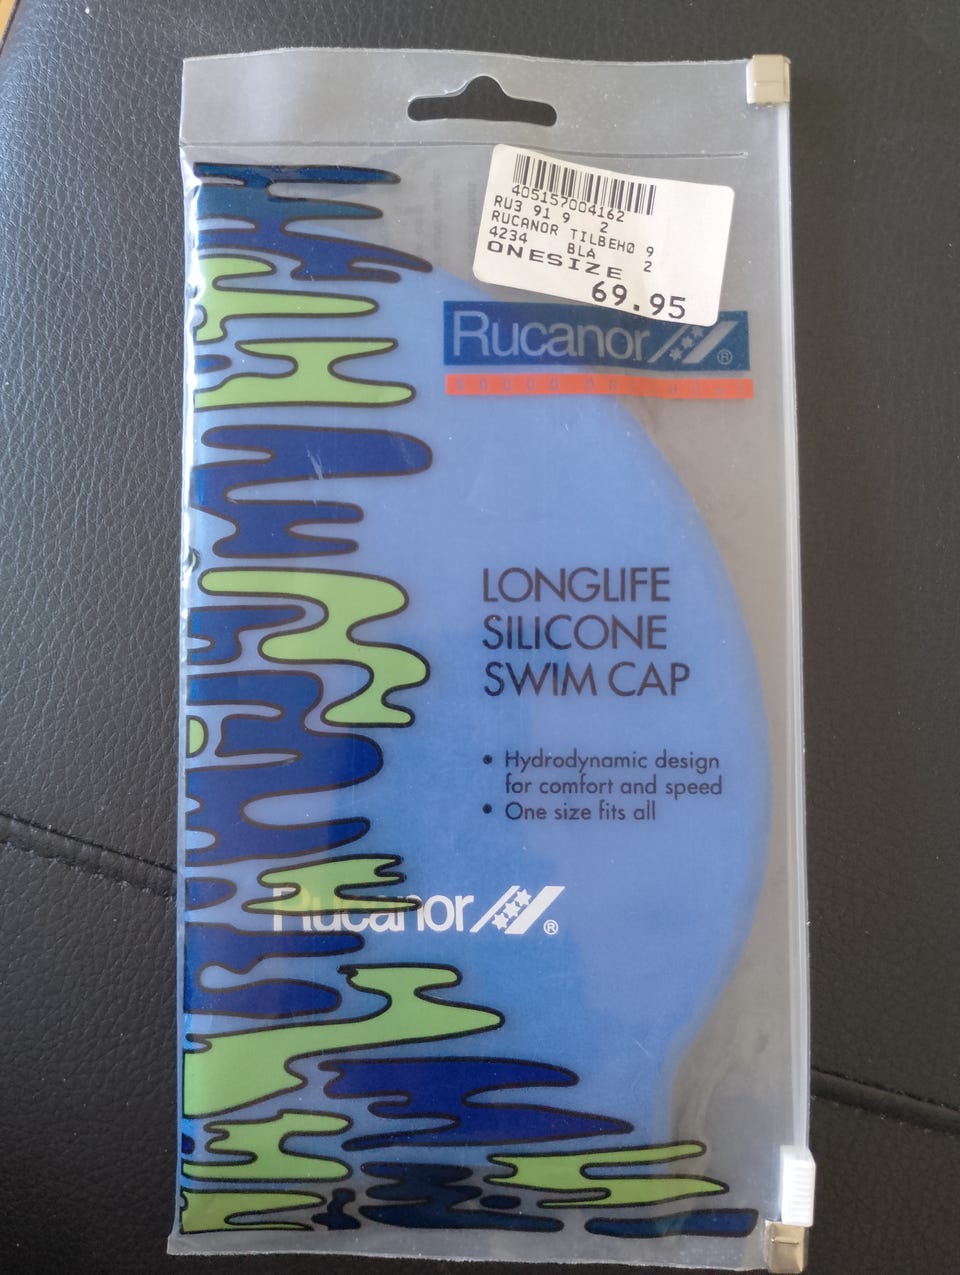 405157004162
RU3 91 9 2
RUCANOR TILBEHØ 9
4234 BLA 2
ONESIZE
69.95
Rucanor ®
LONGLIFE
SILICONE
SWIM CAP
• Hydrodynamic design
for comfort and speed
• One size fits all
Rucanor ®